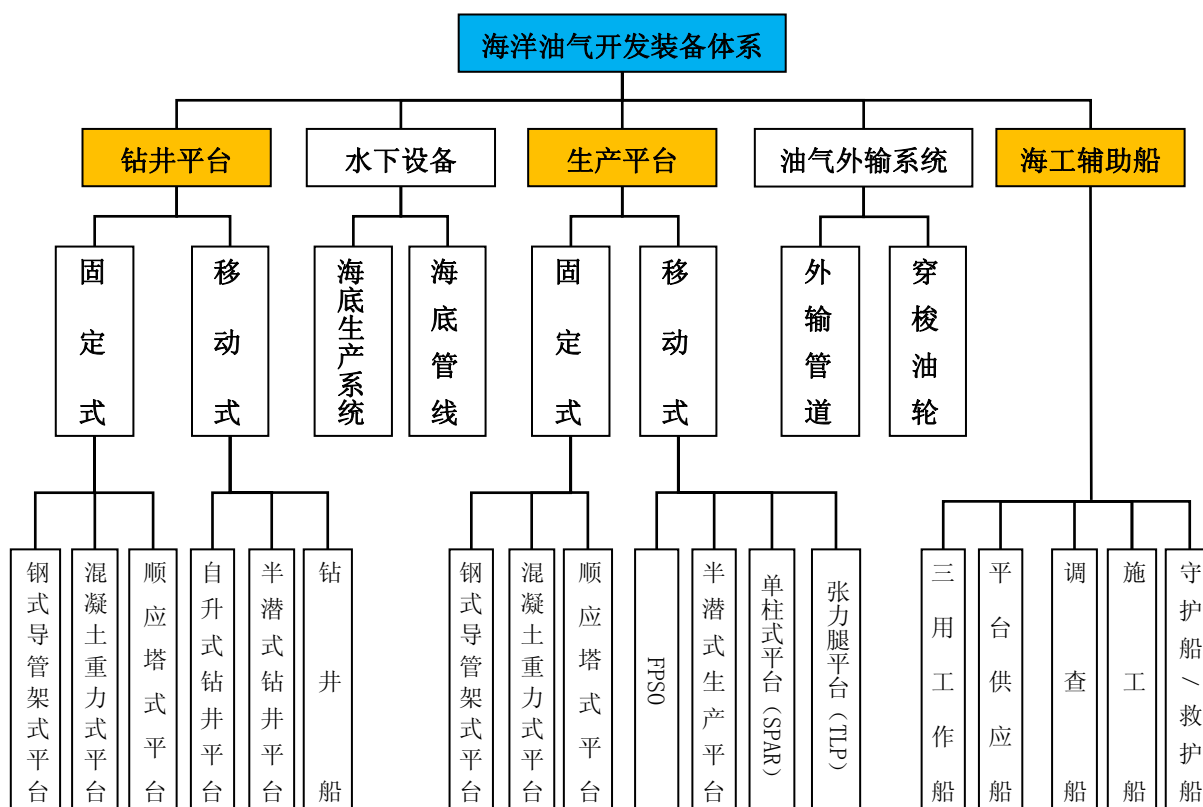 海洋油气开发装备体系
钻井平台
水下设备
生产平台
油气外输系统
海工辅助船
固定式
移动式
海底生产系统
海底管线
固定式
移动式
外输管道
穿梭油轮
钢式导管架式平台
混凝土重力式平台
顺应塔式平台
自升式钻井平台
半潜式钻井平台
钻井船
钢式导管架式平台
混凝土重力式平台
顺应塔式平台
FPSO
半潜式生产平台
单柱式平台(SPAR)
张力腿平台(TLP)
三用工作船
平台供应船
调查船
施工船
守护船/救护船